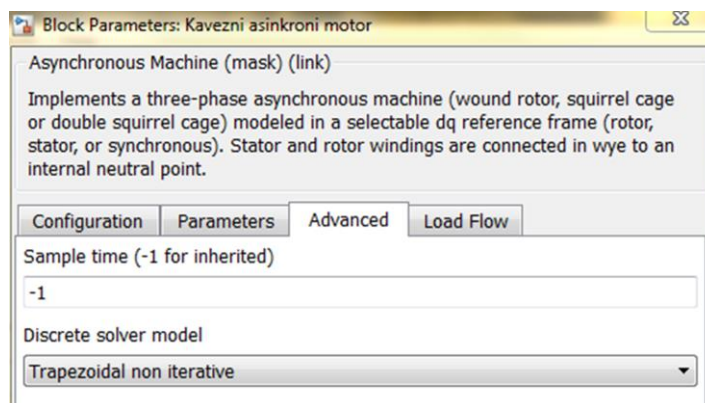 Block Parameters: Kavezni asinkroni motor
Asynchronous Machine (mask) (link)
Implements a three-phase asynchronous machine (wound rotor, squirrel cage
or double squirrel cage) modeled in a selectable dq reference frame (rotor,
stator, or synchronous). Stator and rotor windings are connected in wye to an
internal neutral point.
Configuration Parameters Advanced Load Flow
Sample time (-1 for inherited)
-1
Discrete solver model
Trapezoidal non iterative